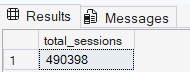 Results Messages
total_sessions
1 490398